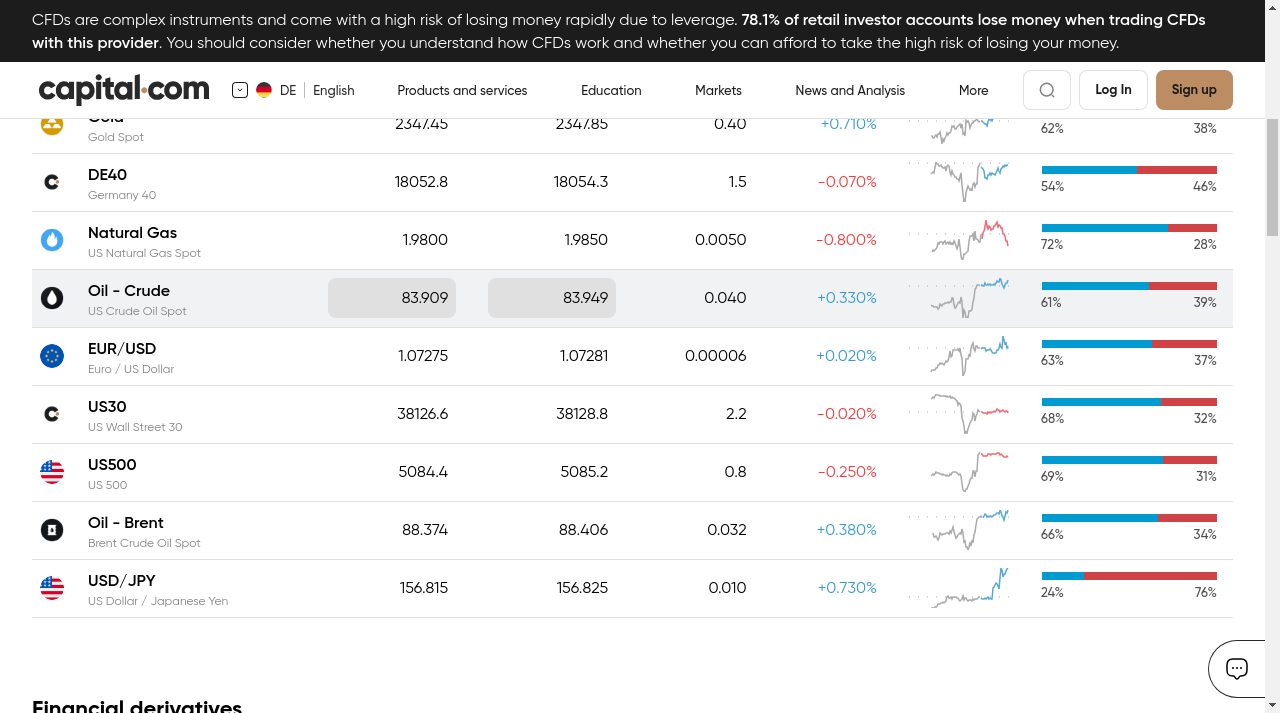 CFDs are complex instruments and come with a high risk of losing money rapidly due to leverage. 78.1% of retail investor accounts lose money when trading CFDs
with this provider. You should consider whether you understand how CFDs work and whether you can afford to take the high risk of losing your money.
capital.com DE English Products and services Education Markets News and Analysis More Log In Sign up
Gold 2347.45 2347.85 0.40 +0.710%
Gold Spot 62% 38%
DE40 18052.8 18054.3 1.5 -0.070%
Germany 40 54% 46%
Natural Gas 1.9800 1.9850 0.0050 -0.800%
US Natural Gas Spot 72% 28%
Oil - Crude 83.909 83.949 0.040 +0.330%
US Crude Oil Spot 61% 39%
EUR/USD 1.07275 1.07281 0.00006 +0.020%
Euro / US Dollar 63% 37%
US30 38126.6 38128.8 2.2 -0.020%
US Wall Street 30 68% 32%
US500 5084.4 5085.2 0.8 -0.250%
US 500 69% 31%
Oil - Brent 88.374 88.406 0.032 +0.380%
Brent Crude Oil Spot 66% 34%
USD/JPY 156.815 156.825 0.010 +0.730%
US Dollar / Japanese Yen 24% 76%
Financial derivatives